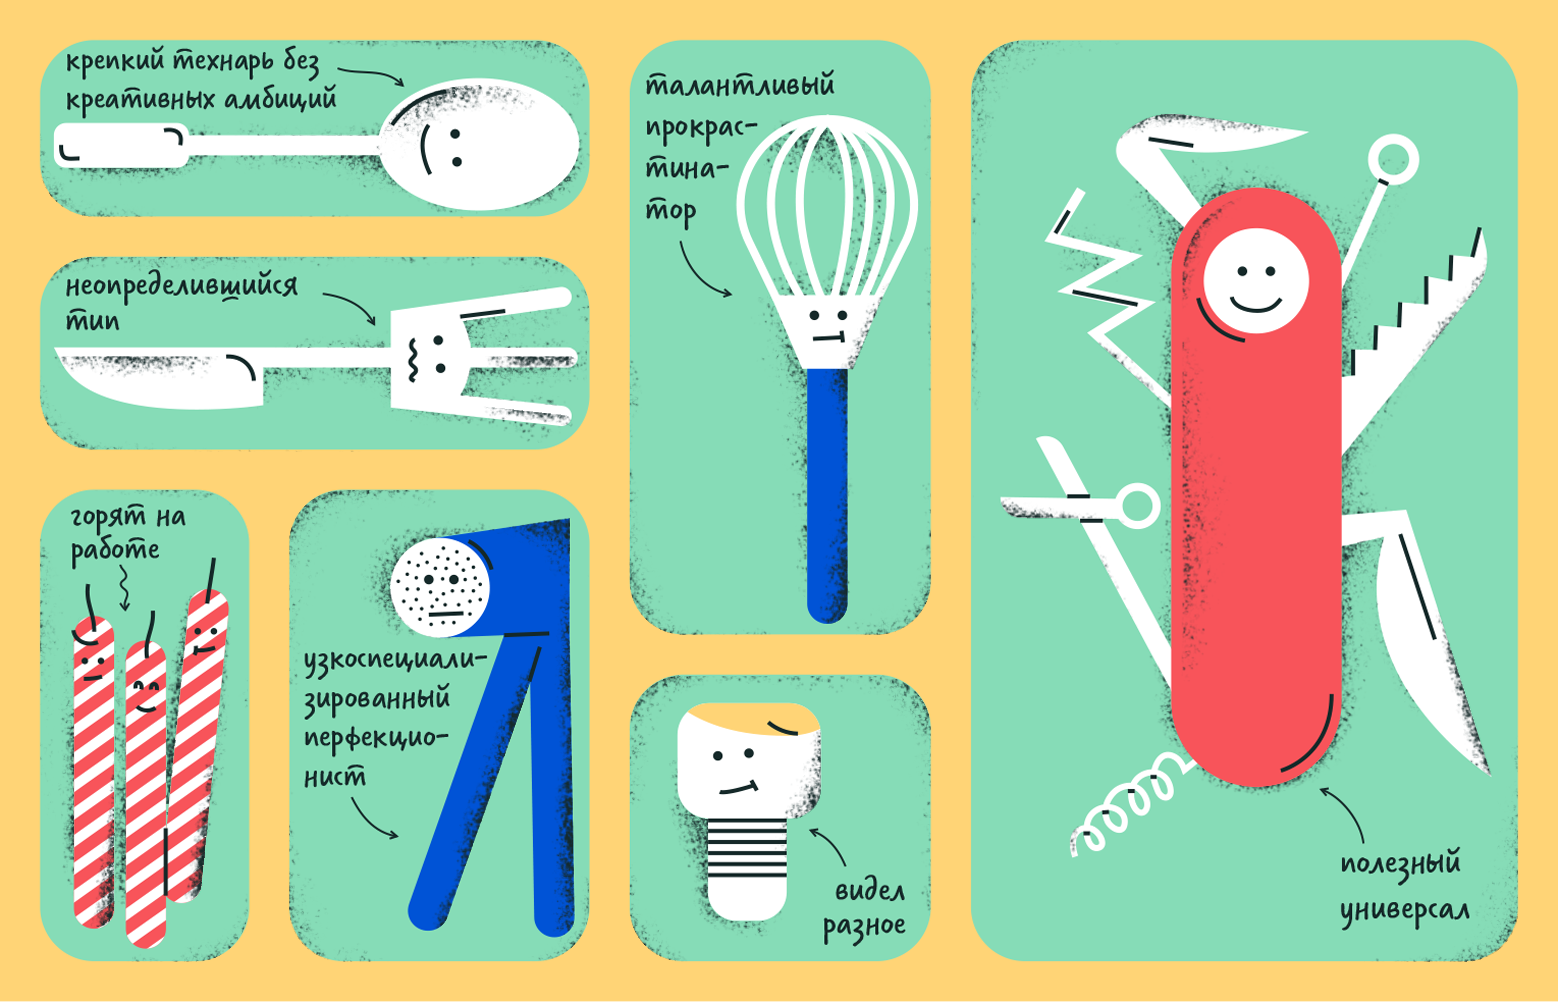 крепкий технарь без
креативных амбиций
неопределившийся
тип
талантливый
прокрас-
тина-
тор
горят на
работе
узкоспециали-
зированный
перфекцио-
нист
видел
разное
полезный
универсал